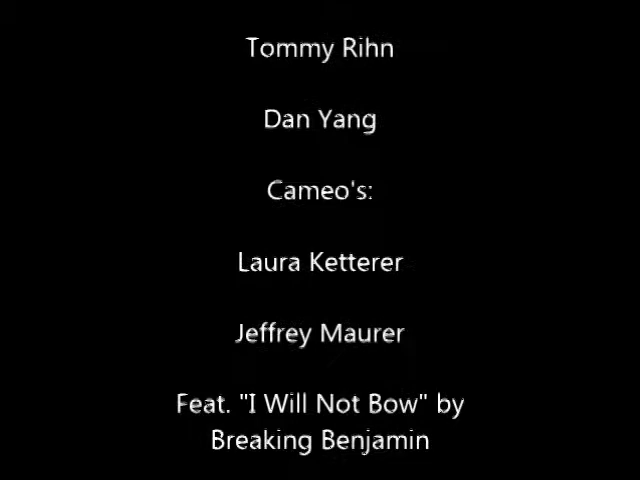 Tommy Rihn
Dan Yang
Cameo's:
Laura Ketterer
Jeffrey Maurer
Feat. "I Will Not Bow" by
Breaking Benjamin